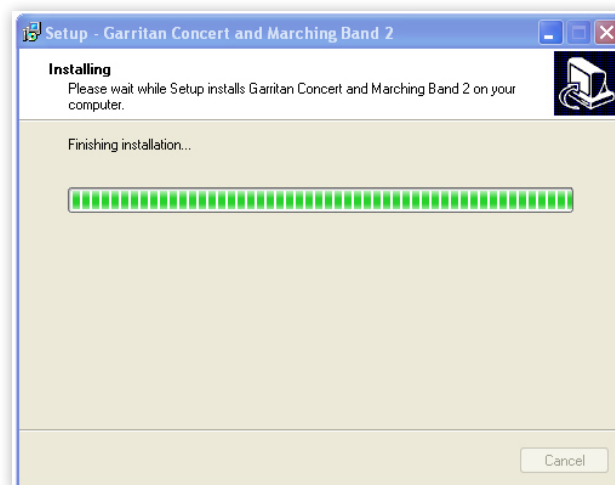 Setup - Garritan Concert and Marching Band 2
Installing
Please wait while Setup installs Garritan Concert and Marching Band 2 on your
computer.
Finishing installation...
Cancel